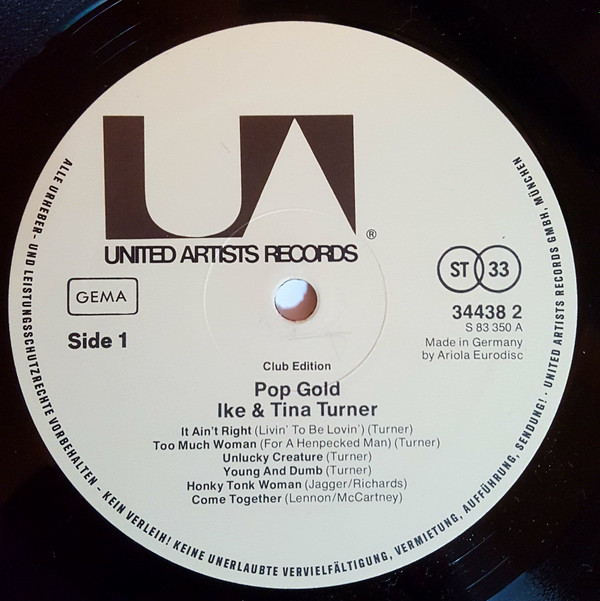 UA
®
UNITED ARTISTS RECORDS
GEMA
ST 33
Side 1
34438 2
S 83 350 A
Made in Germany
by Ariola Eurodisc
Club Edition
Pop Gold
Ike & Tina Turner
It Ain't Right (Livin' To Be Lovin') (Turner)
Too Much Woman (For A Henpecked Man) (Turner)
Unlucky Creature (Turner)
Young And Dumb (Turner)
Honky Tonk Woman (Jagger/Richards)
Come Together (Lennon/McCartney)
ALLE URHEBER- UND LEISTUNGSSCHUTZRECHTE VORBEHALTEN - KEIN VERLEIH! KEINE UNERLAUBTE VERVIELFÄLTIGUNG, VERMIETUNG, AUFFÜHRUNG, SENDUNG! · UNITED ARTISTS RECORDS GMBH, MÜNCHEN